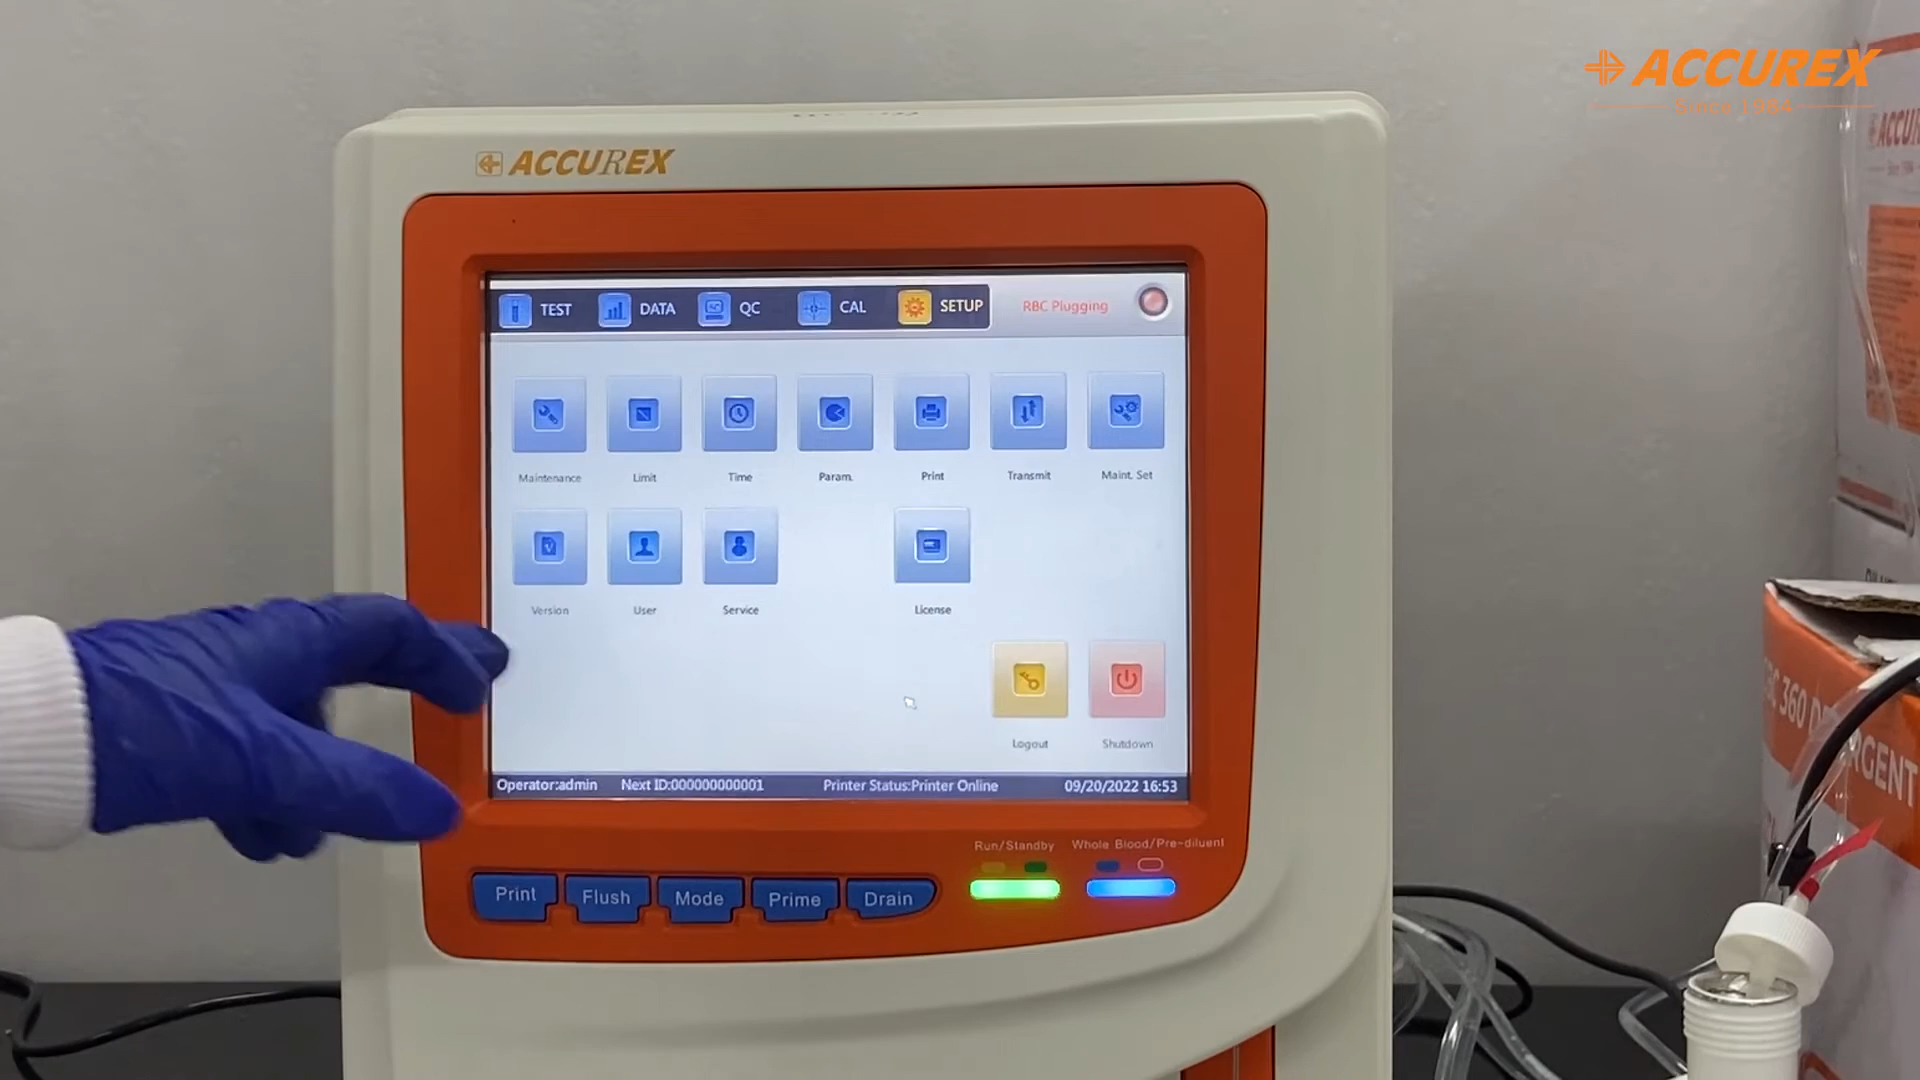 ACCUREX
Since 1984
ACCUREX
TEST DATA QC CAL SETUP RBC Plugging
Maintenance Limit Time Param. Print Transmit Maint. Set
Version User Service License
Logout Shutdown
Operator:admin Next ID:000000000001 Printer Status:Printer Online 09/20/2022 16:53
Run/Standby Whole Blood/Pre-diluent
Print Flush Mode Prime Drain
360